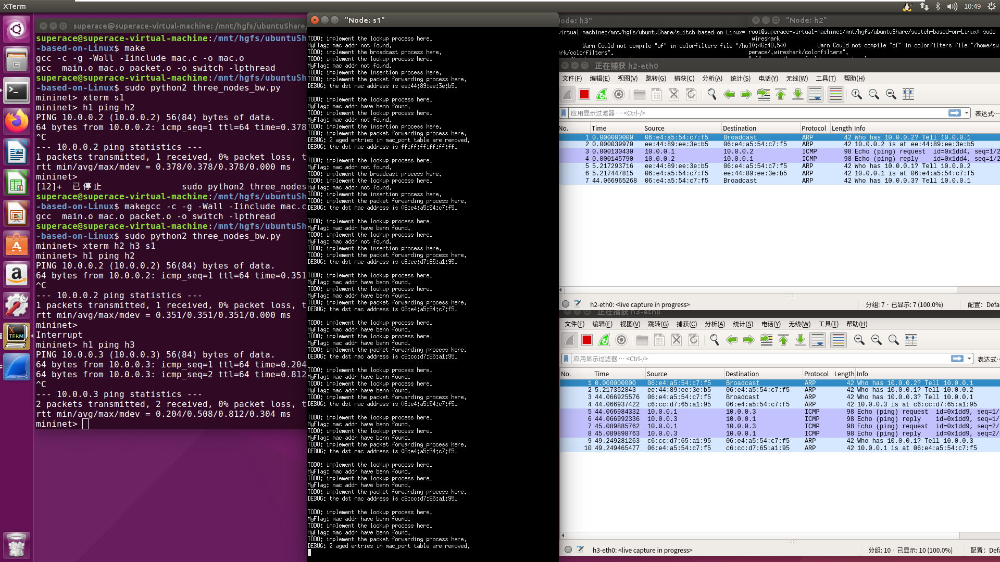 XTerm
10:49
superace@superace-virtual-machine: /mnt/hgfs/ubuntuShare/
superace@superace-virtual-machine:/mnt/hgfs/ubuntuSh
-based-on-Linux$ make
gcc -c -g -Wall -Iinclude mac.c -o mac.o
gcc  main.o mac.o packet.o -o switch -lpthread
superace@superace-virtual-machine:/mnt/hgfs/ubuntuSh
-based-on-Linux$ sudo python2 three_nodes_bw.py
mininet> xterm s1
mininet> h1 ping h2
PING 10.0.0.2 (10.0.0.2) 56(84) bytes of data.
64 bytes from 10.0.0.2: icmp_seq=1 ttl=64 time=0.378
^C
--- 10.0.0.2 ping statistics ---
1 packets transmitted, 1 received, 0% packet loss, t
rtt min/avg/max/mdev = 0.378/0.378/0.378/0.000 ms
mininet>
[12]+  已停止               sudo python2 three_nodes
superace@superace-virtual-machine:/mnt/hgfs/ubuntuSh
-based-on-Linux$ makegcc -c -g -Wall -Iinclude mac.c
gcc  main.o mac.o packet.o -o switch -lpthread
superace@superace-virtual-machine:/mnt/hgfs/ubuntuSh
-based-on-Linux$ sudo python2 three_nodes_bw.py
mininet> xterm h2 h3 s1
mininet> h1 ping h2
PING 10.0.0.2 (10.0.0.2) 56(84) bytes of data.
64 bytes from 10.0.0.2: icmp_seq=1 ttl=64 time=0.351
^C
--- 10.0.0.2 ping statistics ---
1 packets transmitted, 1 received, 0% packet loss, t
rtt min/avg/max/mdev = 0.351/0.351/0.351/0.000 ms
mininet>
Interrupt
mininet> h1 ping h3
PING 10.0.0.3 (10.0.0.3) 56(84) bytes of data.
64 bytes from 10.0.0.3: icmp_seq=1 ttl=64 time=0.204
64 bytes from 10.0.0.3: icmp_seq=2 ttl=64 time=0.812
^C
--- 10.0.0.3 ping statistics ---
2 packets transmitted, 2 received, 0% packet loss, t
rtt min/avg/max/mdev = 0.204/0.508/0.812/0.304 ms
mininet>
"Node: s1"
TODO: implement the lookup process here.
MyFlag: mac addr not found.
TODO: implement the broadcast process here.
TODO: implement the lookup process here.
MyFlag: mac addr not found.
TODO: implement the insertion process here.
TODO: implement the packet forwarding process here.
DEBUG: the dst mac address is ee:44:89:ee:3e:b5.
TODO: implement the lookup process here.
MyFlag: mac addr have benn found.
TODO: implement the lookup process here.
MyFlag: mac addr not found.
TODO: implement the insertion process here.
TODO: implement the packet forwarding process here.
DEBUG: 2 aged entries in mac_port table are removed.
DEBUG: the dst mac address is ff:ff:ff:ff:ff:ff.
TODO: implement the lookup process here.
MyFlag: mac addr not found.
TODO: implement the broadcast process here.
TODO: implement the lookup process here.
MyFlag: mac addr not found.
TODO: implement the insertion process here.
TODO: implement the packet forwarding process here.
DEBUG: the dst mac address is 06:e4:a5:54:c7:f5.
TODO: implement the lookup process here.
MyFlag: mac addr have benn found.
TODO: implement the lookup process here.
MyFlag: mac addr not found.
TODO: implement the insertion process here.
TODO: implement the packet forwarding process here.
DEBUG: the dst mac address is c6:cc:d7:65:a1:95.
TODO: implement the lookup process here.
MyFlag: mac addr have benn found.
TODO: implement the lookup process here.
MyFlag: mac addr have benn found.
TODO: implement the packet forwarding process here.
DEBUG: the dst mac address is 06:e4:a5:54:c7:f5.
TODO: implement the lookup process here.
MyFlag: mac addr have benn found.
TODO: implement the lookup process here.
MyFlag: mac addr have benn found.
TODO: implement the packet forwarding process here.
DEBUG: the dst mac address is c6:cc:d7:65:a1:95.
TODO: implement the lookup process here.
MyFlag: mac addr have benn found.
TODO: implement the lookup process here.
MyFlag: mac addr have benn found.
TODO: implement the packet forwarding process here.
DEBUG: the dst mac address is 06:e4:a5:54:c7:f5.
TODO: implement the lookup process here.
MyFlag: mac addr have benn found.
TODO: implement the lookup process here.
MyFlag: mac addr have benn found.
TODO: implement the packet forwarding process here.
DEBUG: the dst mac address is 06:e4:a5:54:c7:f5.
TODO: implement the lookup process here.
MyFlag: mac addr have benn found.
TODO: implement the lookup process here.
MyFlag: mac addr have benn found.
TODO: implement the packet forwarding process here.
DEBUG: the dst mac address is c6:cc:d7:65:a1:95.
TODO: implement the lookup process here.
MyFlag: mac addr have benn found.
TODO: implement the lookup process here.
MyFlag: mac addr have benn found.
TODO: implement the packet forwarding process here.
DEBUG: 2 aged entries in mac_port table are removed.
lode: h3"
virtual-machine:/mnt/hgfs/ubuntuShare/switch-based-on-Linux#
Warn Could not compile "of" in colorfilters file "/ho
rk/colorfilters".
"Node: h2"
root@superace-virtual-machine:/mnt/hgfs/ubuntuShare/switch-based-on-Linux# sudo
wireshark
10:46:48.540          Warn Could not compile "of" in colorfilters file "/home/su
perace/.wireshark/colorfilters".
正在捕获 h2-eth0
文件(F) 编辑(E) 视图(V) 跳转(G) 捕获(C) 分析(A) 统计(S) 电话(Y) 无线(W) 工具(T) 帮助(H)
应用显示过滤器 … <Ctrl-/> 表达式…
No. Time Source Destination Protocol Length Info
1 0.000000000 06:e4:a5:54:c7:f5 Broadcast ARP 42 Who has 10.0.0.2? Tell 10.0.0.1
2 0.000039970 ee:44:89:ee:3e:b5 06:e4:a5:54:c7:f5 ARP 42 10.0.0.2 is at ee:44:89:ee:3e:b5
3 0.000130430 10.0.0.1 10.0.0.2 ICMP 98 Echo (ping) request  id=0x1dd4, seq=1/2
4 0.000145790 10.0.0.2 10.0.0.1 ICMP 98 Echo (ping) reply    id=0x1dd4, seq=1/2
5 5.217293716 ee:44:89:ee:3e:b5 06:e4:a5:54:c7:f5 ARP 42 Who has 10.0.0.1? Tell 10.0.0.2
6 5.217447815 06:e4:a5:54:c7:f5 ee:44:89:ee:3e:b5 ARP 42 10.0.0.1 is at 06:e4:a5:54:c7:f5
7 44.066965268 06:e4:a5:54:c7:f5 Broadcast ARP 42 Who has 10.0.0.3? Tell 10.0.0.1
h2-eth0: <live capture in progress> 分组: 7 · 已显示: 7 (100.0%) 配置: Defa
正在捕获 h3-eth0
文件(F) 编辑(E) 视图(V) 跳转(G) 捕获(C) 分析(A) 统计(S) 电话(Y) 无线(W) 工具(T) 帮助(H)
应用显示过滤器 … <Ctrl-/> 表达式…
No. Time Source Destination Protocol Length Info
1 0.000000000 06:e4:a5:54:c7:f5 Broadcast ARP 42 Who has 10.0.0.2? Tell 10.0.0.1
2 5.217352843 ee:44:89:ee:3e:b5 06:e4:a5:54:c7:f5 ARP 42 Who has 10.0.0.1? Tell 10.0.0.2
3 44.066925576 06:e4:a5:54:c7:f5 Broadcast ARP 42 Who has 10.0.0.3? Tell 10.0.0.1
4 44.066937422 c6:cc:d7:65:a1:95 06:e4:a5:54:c7:f5 ARP 42 10.0.0.3 is at c6:cc:d7:65:a1:95
5 44.066984332 10.0.0.1 10.0.0.3 ICMP 98 Echo (ping) request  id=0x1dd9, seq=1/
6 44.066992336 10.0.0.3 10.0.0.1 ICMP 98 Echo (ping) reply    id=0x1dd9, seq=1/
7 45.089885762 10.0.0.1 10.0.0.3 ICMP 98 Echo (ping) request  id=0x1dd9, seq=2/
8 45.089898763 10.0.0.3 10.0.0.1 ICMP 98 Echo (ping) reply    id=0x1dd9, seq=2/
9 49.249281263 c6:cc:d7:65:a1:95 06:e4:a5:54:c7:f5 ARP 42 Who has 10.0.0.1? Tell 10.0.0.3
10 49.249465477 06:e4:a5:54:c7:f5 c6:cc:d7:65:a1:95 ARP 42 10.0.0.1 is at 06:e4:a5:54:c7:f5
h3-eth0: <live capture in progress> 分组: 10 · 已显示: 10 (100.0%) 配置: Defa